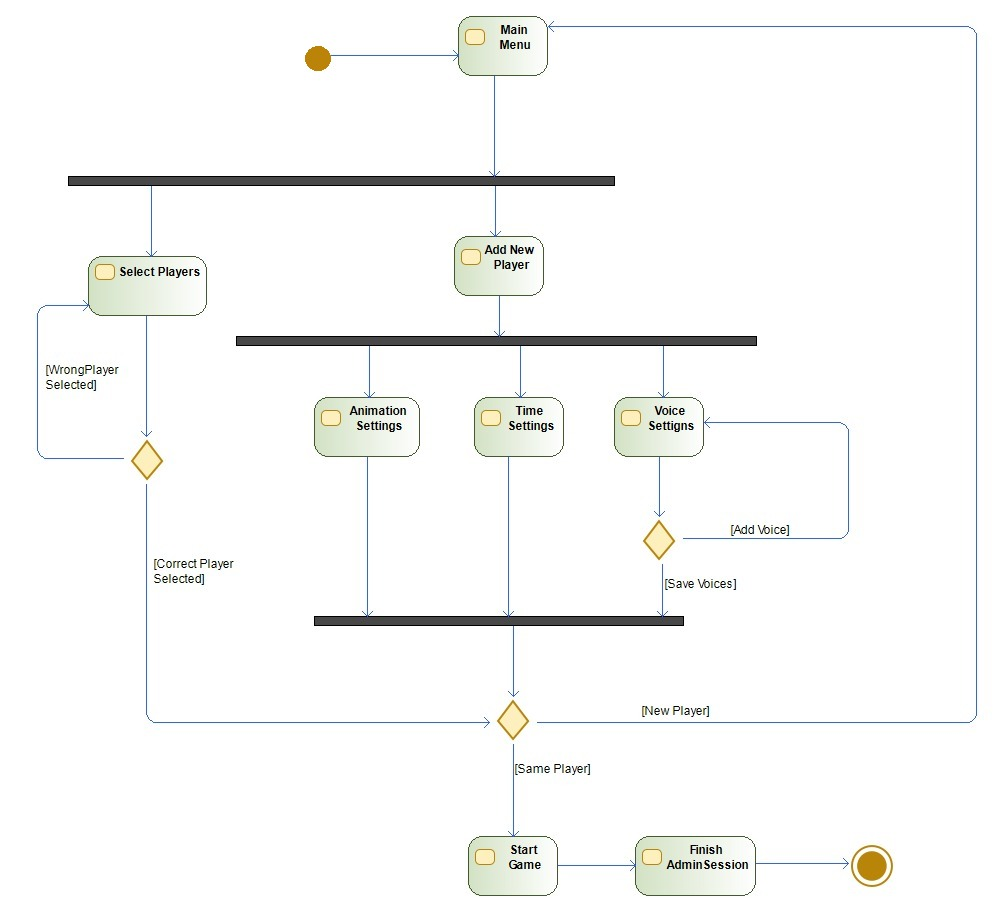 Main
Menu
Select Players
Add New
Player
[WrongPlayer
Selected]
Animation
Settings
Time
Settings
Voice
Settigns
[Add Voice]
[Correct Player
Selected]
[Save Voices]
[New Player]
[Same Player]
Start
Game
Finish
AdminSession